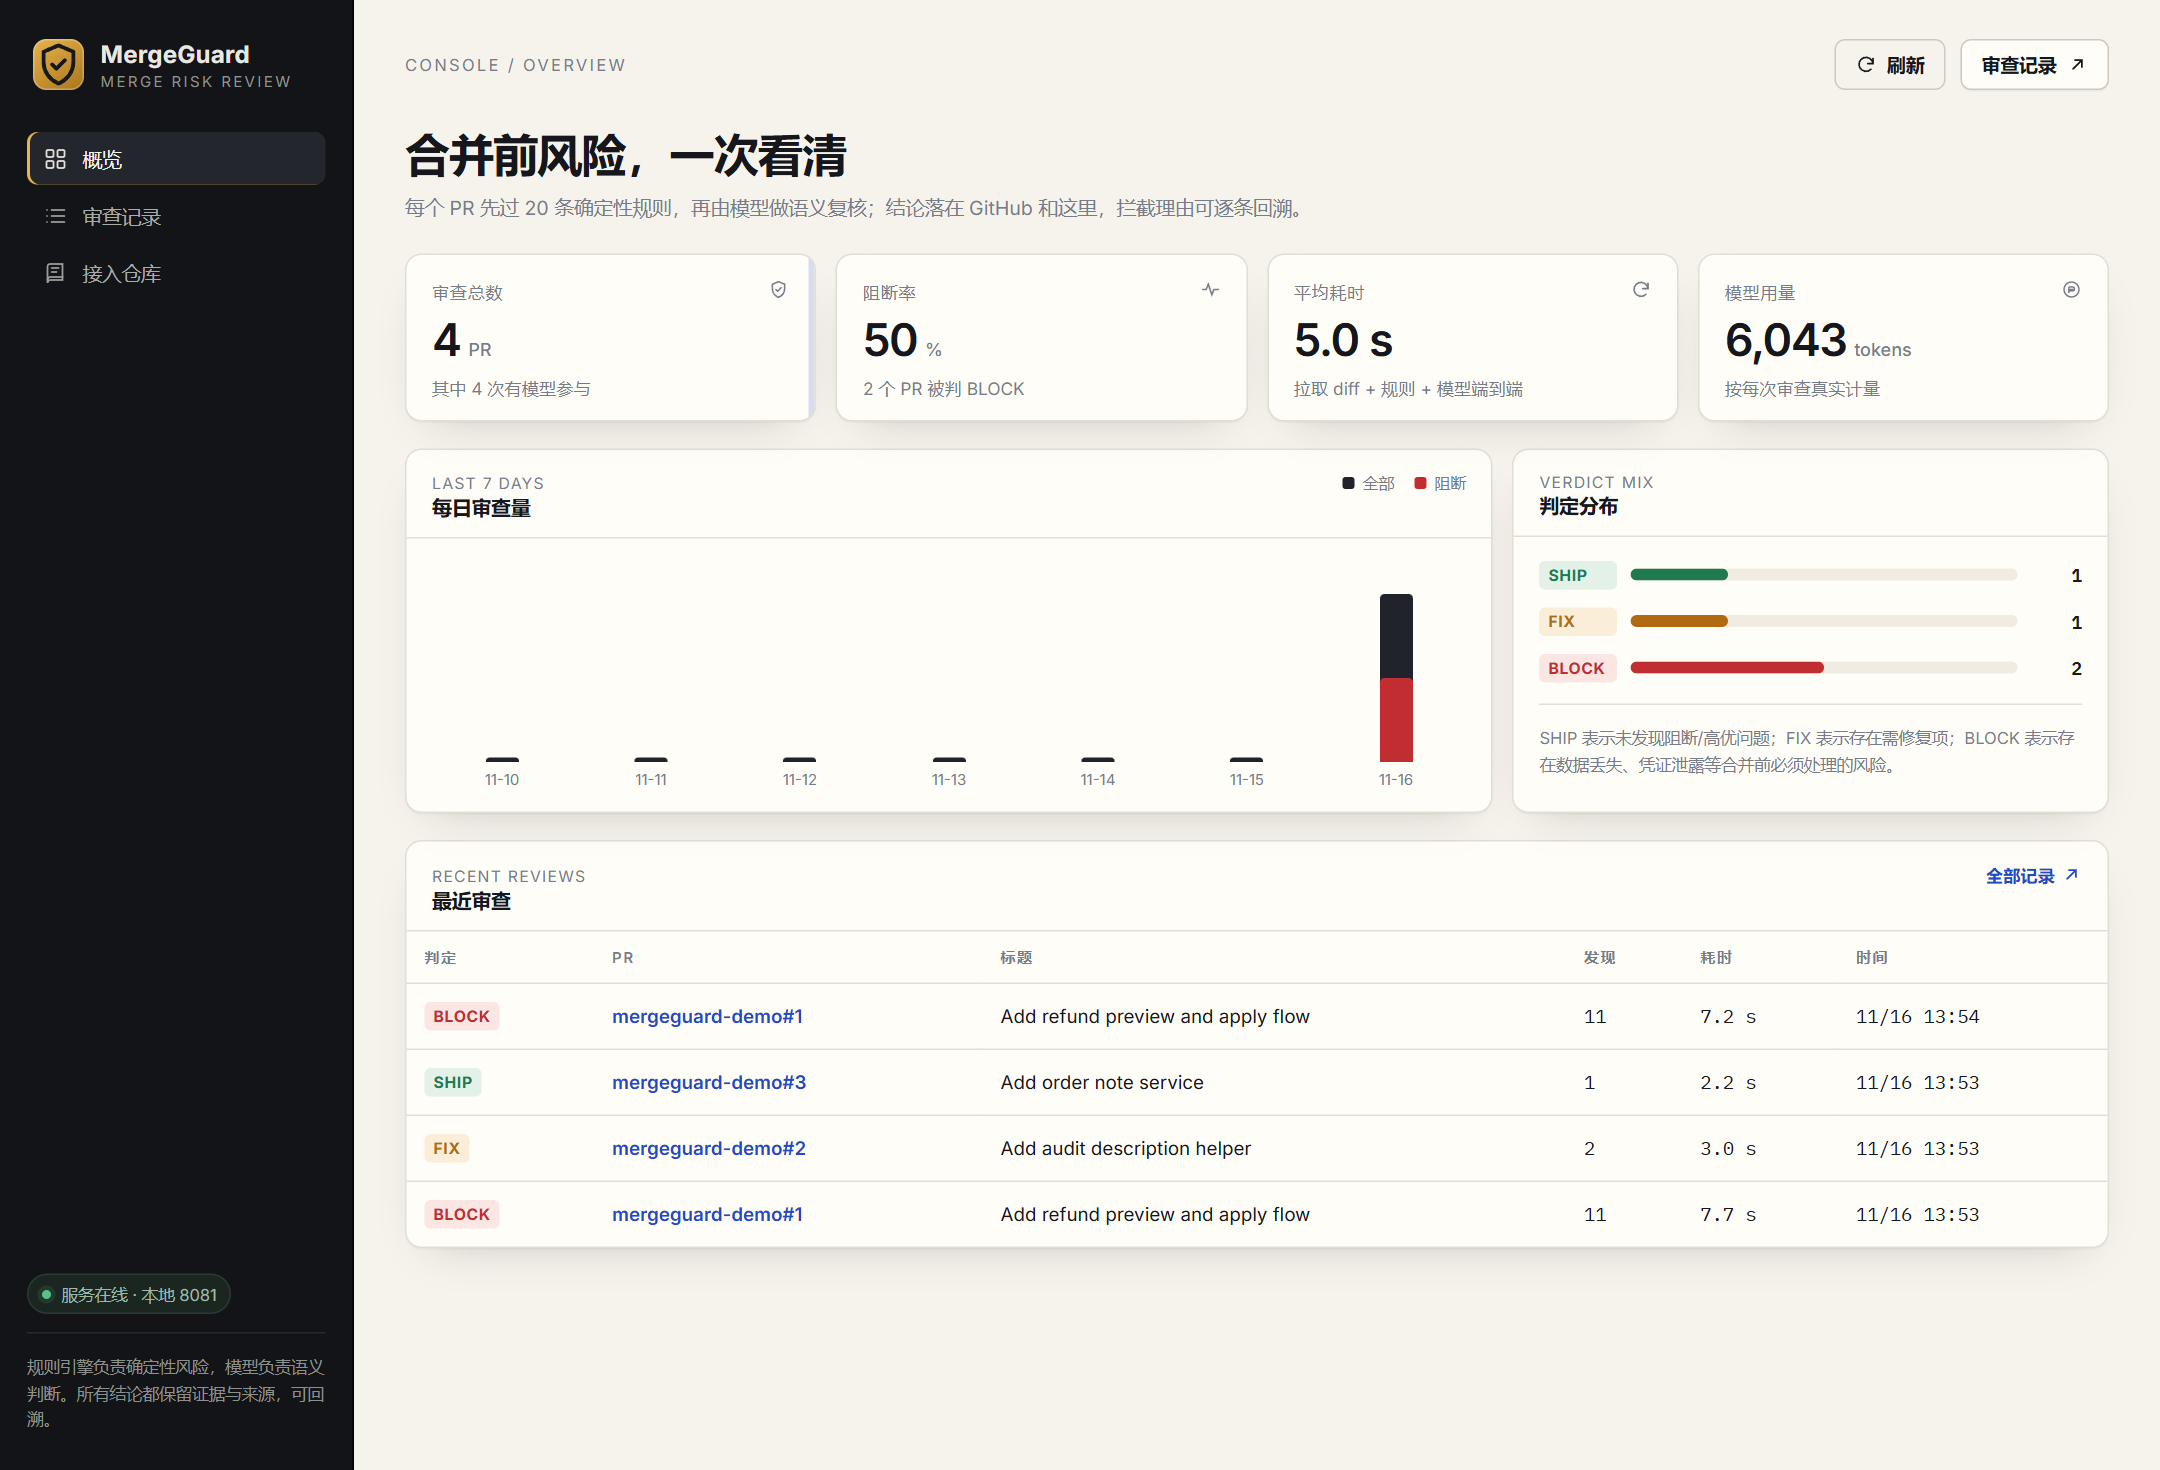 MergeGuard
MERGE RISK REVIEW
概览
审查记录
接入仓库
服务在线 · 本地 8081
规则引擎负责确定性风险，模型负责语义
判断。所有结论都保留证据与来源，可回
溯。
CONSOLE / OVERVIEW
刷新
审查记录
合并前风险，一次看清
每个 PR 先过 20 条确定性规则，再由模型做语义复核；结论落在 GitHub 和这里，拦截理由可逐条回溯。
审查总数
4 PR
其中 4 次有模型参与
阻断率
50 %
2 个 PR 被判 BLOCK
平均耗时
5.0 s
拉取 diff + 规则 + 模型端到端
模型用量
6,043 tokens
按每次审查真实计量
LAST 7 DAYS
每日审查量
全部 阻断
11-10 11-11 11-12 11-13 11-14 11-15 11-16
VERDICT MIX
判定分布
SHIP 1
FIX 1
BLOCK 2
SHIP 表示未发现阻断/高优问题；FIX 表示存在需修复项；BLOCK 表示存
在数据丢失、凭证泄露等合并前必须处理的风险。
RECENT REVIEWS
最近审查
全部记录
判定 PR 标题 发现 耗时 时间
BLOCK mergeguard-demo#1 Add refund preview and apply flow 11 7.2 s 11/16 13:54
SHIP mergeguard-demo#3 Add order note service 1 2.2 s 11/16 13:53
FIX mergeguard-demo#2 Add audit description helper 2 3.0 s 11/16 13:53
BLOCK mergeguard-demo#1 Add refund preview and apply flow 11 7.7 s 11/16 13:53